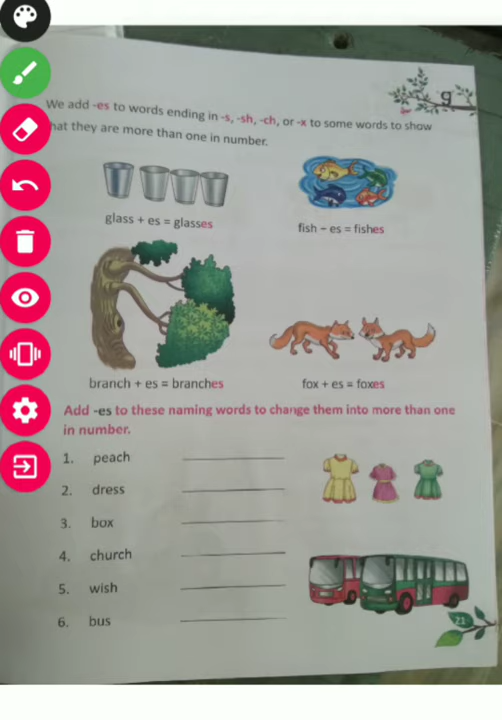 g
We add -es to words ending in -s, -sh, -ch, or -x to some words to show
hat they are more than one in number.
glass + es = glasses
fish - es = fishes
branch + es = branches
fox + es = foxes
Add -es to these naming words to change them into more than one
in number.
1. peach
2. dress
3. box
4. church
5. wish
6. bus
21